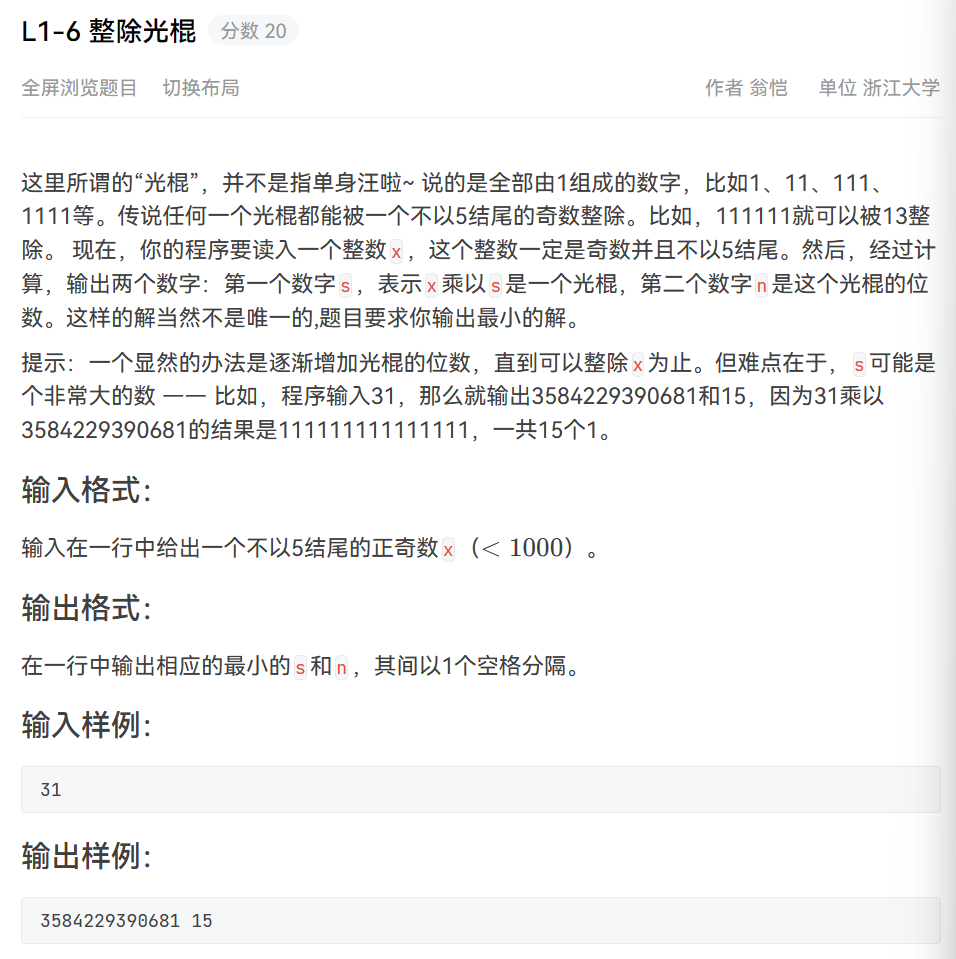 L1-6 整除光棍 分数 20
全屏浏览题目 切换布局 作者 翁恺 单位 浙江大学
这里所谓的“光棍”，并不是指单身汪啦~ 说的是全部由1组成的数字，比如1、11、111、
1111等。传说任何一个光棍都能被一个不以5结尾的奇数整除。比如，111111就可以被13整
除。 现在，你的程序要读入一个整数x，这个整数一定是奇数并且不以5结尾。然后，经过计
算，输出两个数字：第一个数字s，表示x乘以s是一个光棍，第二个数字n是这个光棍的位
数。这样的解当然不是唯一的,题目要求你输出最小的解。
提示：一个显然的办法是逐渐增加光棍的位数，直到可以整除x为止。但难点在于，s可能是
个非常大的数 —— 比如，程序输入31，那么就输出3584229390681和15，因为31乘以
3584229390681的结果是111111111111111，一共15个1。
输入格式：
输入在一行中给出一个不以5结尾的正奇数x（< 1000）。
输出格式：
在一行中输出相应的最小的s和n，其间以1个空格分隔。
输入样例：
31
输出样例：
3584229390681 15